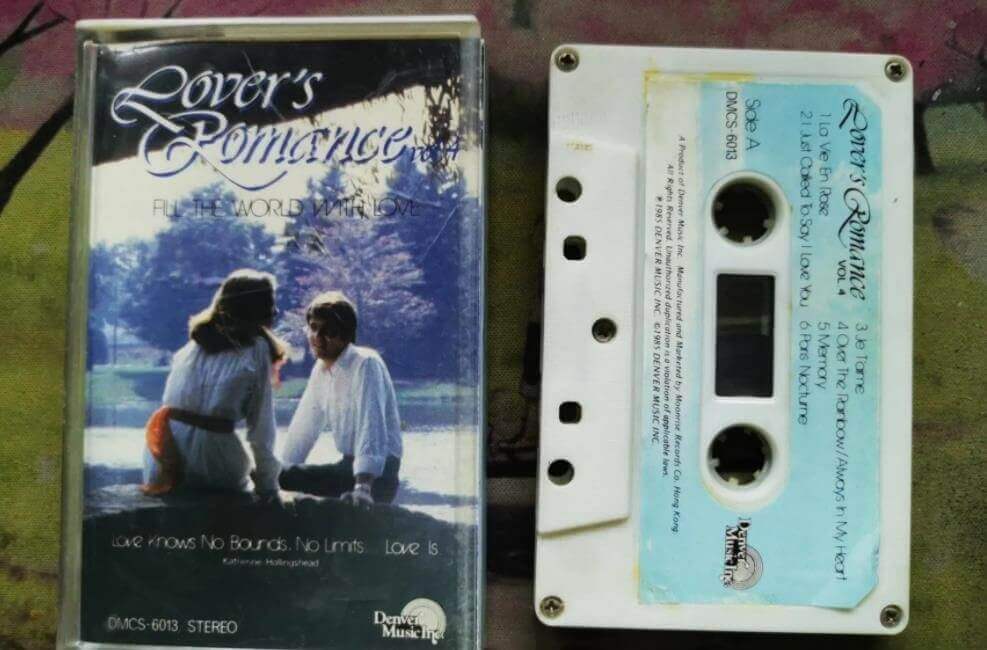 Lover's
Romance Vol.4
FILL THE WORLD WITH LOVE
Love Knows No Bounds. No Limits... Love Is
Katherine Hollingshead
DMCS-6013 STEREO
Denver
Music Inc.
Lover's Romance
VOL 4
Side A
DMCS-6013
1 La Vie En Rose
2 I Just Called To Say I Love You
3 Je T'aime
4 Over The Rainbow / Always In My Heart
5 Memory
6 Paris Nocturne
A Product of Denver Music Inc. Manufactured and Marketed by Moonrise Records Co. Hong Kong.
All Rights Reserved. Unauthorized duplication is a violation of applicable laws.
℗1985 DENVER MUSIC INC. ©1985 DENVER MUSIC INC.
Denver
Music Inc.